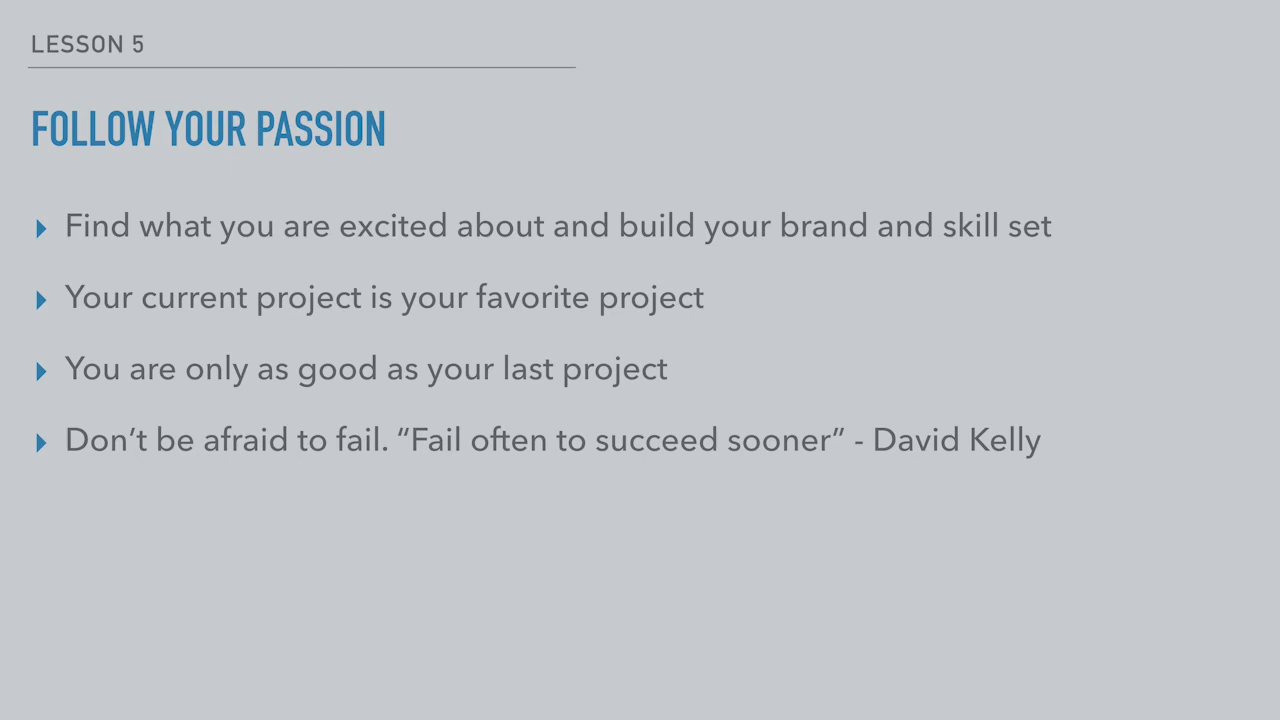 LESSON 5
FOLLOW YOUR PASSION
▸ Find what you are excited about and build your brand and skill set
▸ Your current project is your favorite project
▸ You are only as good as your last project
▸ Don’t be afraid to fail. “Fail often to succeed sooner” - David Kelly